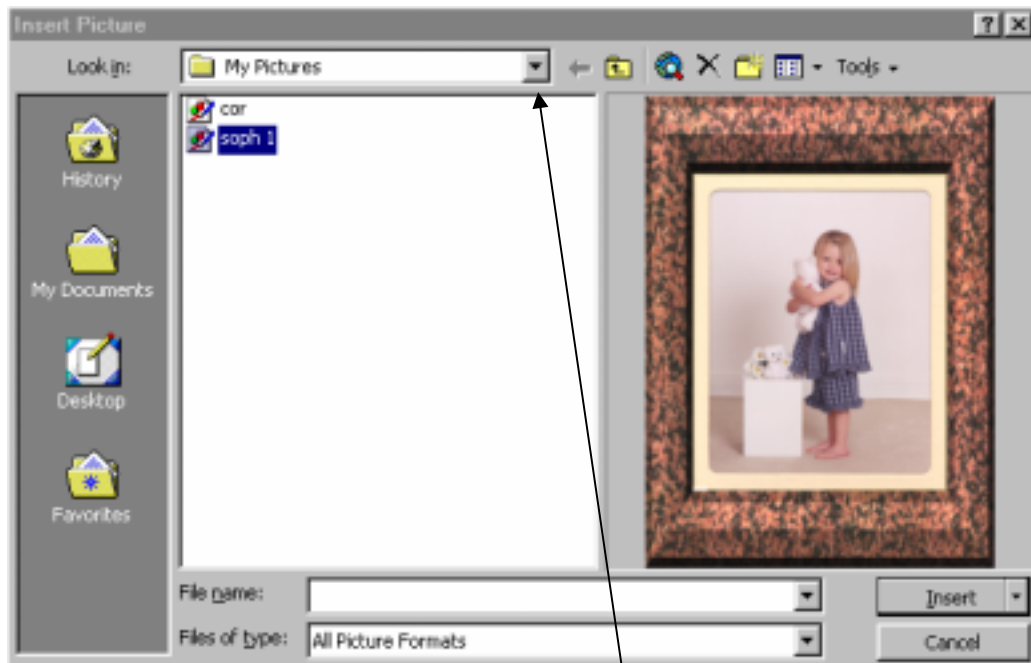 Insert Picture
Look in:
My Pictures
Tools
cor
soph 1
History
My Documents
Desktop
Favorites
File name:
Insert
Files of type:
All Picture Formats
Cancel